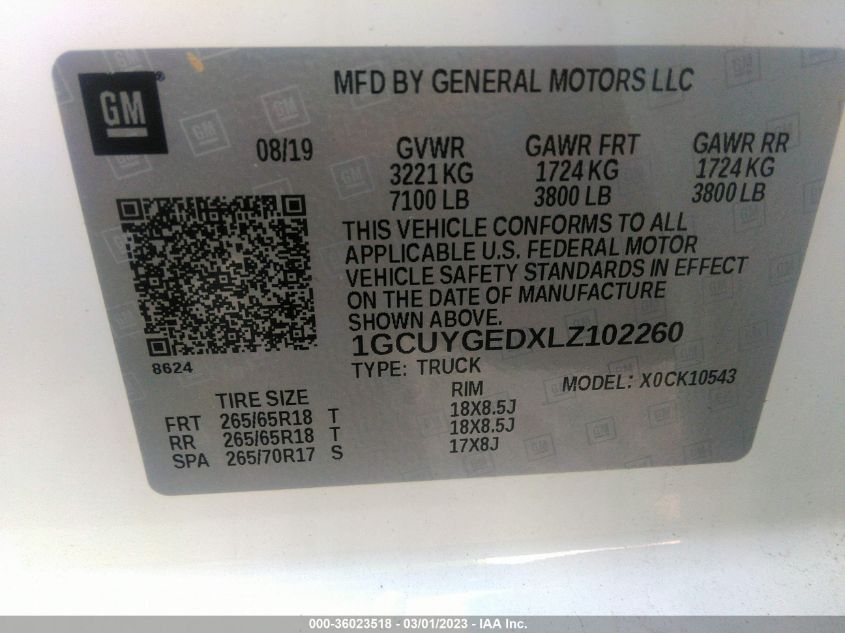 GM
MFD BY GENERAL MOTORS LLC
08/19 GVWR GAWR FRT GAWR RR
3221 KG 1724 KG 1724 KG
7100 LB 3800 LB 3800 LB
THIS VEHICLE CONFORMS TO ALL
APPLICABLE U.S. FEDERAL MOTOR
VEHICLE SAFETY STANDARDS IN EFFECT
ON THE DATE OF MANUFACTURE
SHOWN ABOVE.
1GCUYGEDXLZ102260
8624
TYPE: TRUCK MODEL: X0CK10543
TIRE SIZE RIM
FRT 265/65R18 T 18X8.5J
RR 265/65R18 T 18X8.5J
SPA 265/70R17 S 17X8J
000-36023518 - 03/01/2023 - IAA Inc.